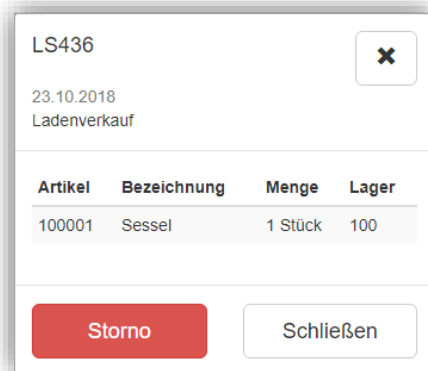 LS436
23.10.2018
Ladenverkauf
Artikel Bezeichnung Menge Lager
100001 Sessel 1 Stück 100
Storno Schließen